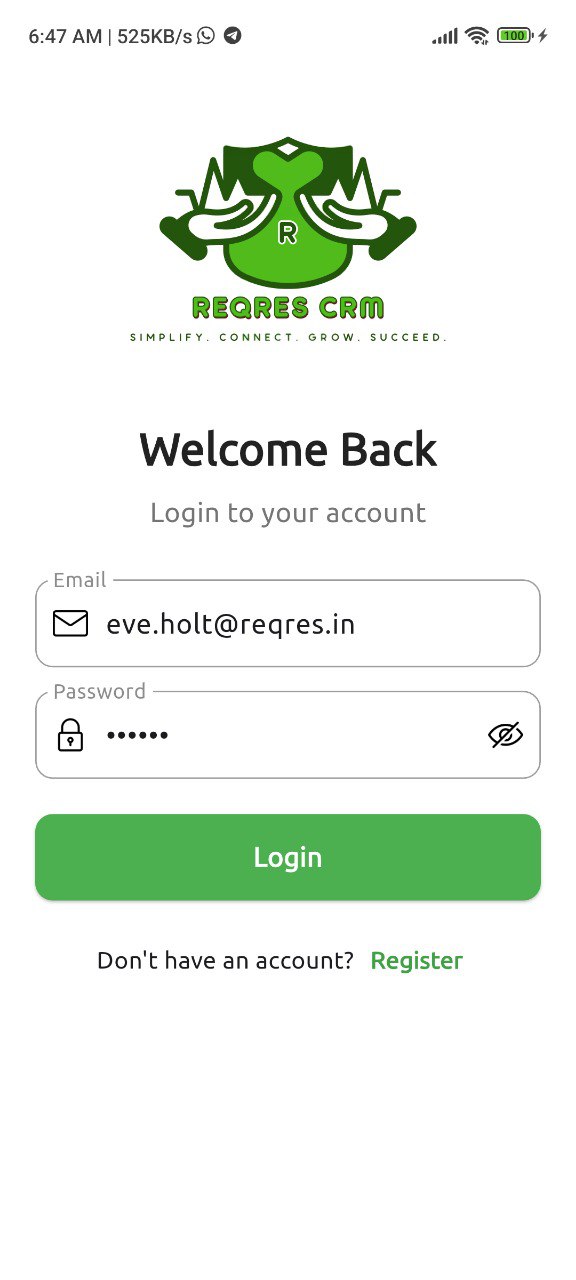 6:47 AM | 525KB/s
100
R
REQRES CRM
SIMPLIFY. CONNECT. GROW. SUCCEED.
Welcome Back
Login to your account
Email
eve.holt@reqres.in
Password
••••••
Login
Don't have an account? Register